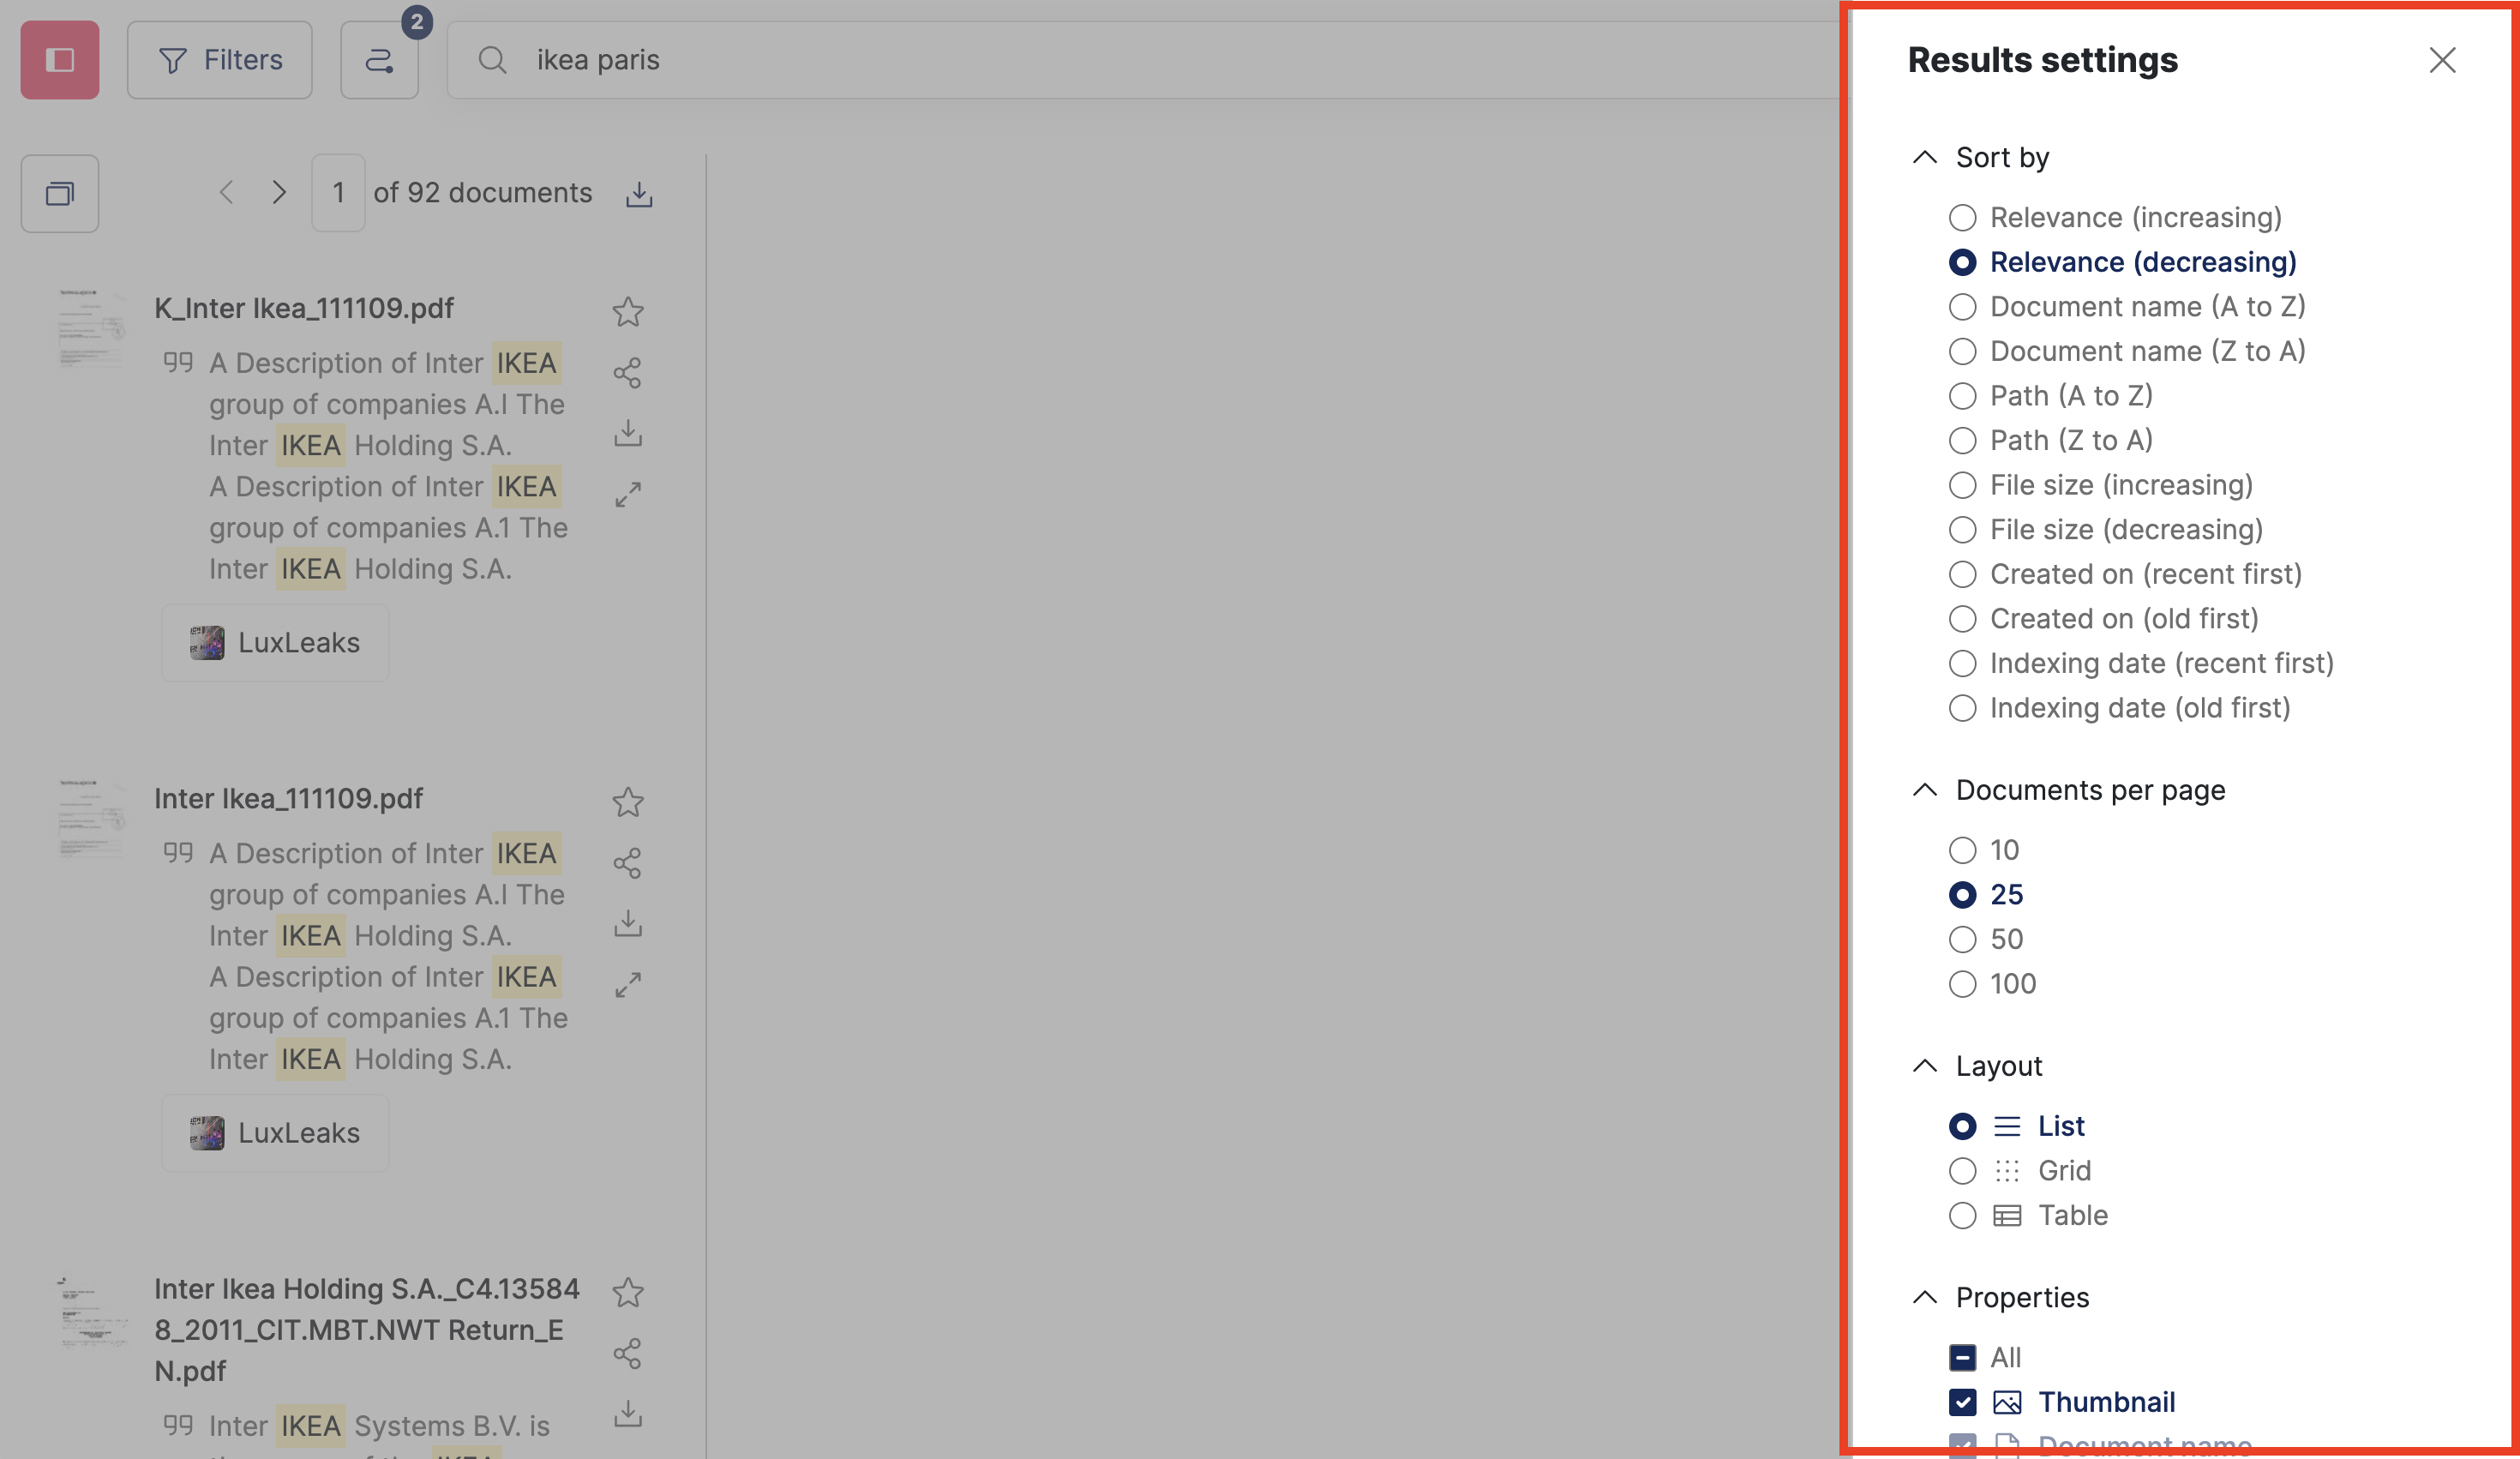 Filters
2
ikea paris
1 of 92 documents
K_Inter Ikea_111109.pdf
A Description of Inter IKEA
group of companies A.I The
Inter IKEA Holding S.A.
A Description of Inter IKEA
group of companies A.1 The
Inter IKEA Holding S.A.
LuxLeaks
Inter Ikea_111109.pdf
A Description of Inter IKEA
group of companies A.I The
Inter IKEA Holding S.A.
A Description of Inter IKEA
group of companies A.1 The
Inter IKEA Holding S.A.
LuxLeaks
Inter Ikea Holding S.A._C4.13584
8_2011_CIT.MBT.NWT Return_E
N.pdf
Inter IKEA Systems B.V. is
IKEA
Results settings
Sort by
Relevance (increasing)
Relevance (decreasing)
Document name (A to Z)
Document name (Z to A)
Path (A to Z)
Path (Z to A)
File size (increasing)
File size (decreasing)
Created on (recent first)
Created on (old first)
Indexing date (recent first)
Indexing date (old first)
Documents per page
10
25
50
100
Layout
List
Grid
Table
Properties
All
Thumbnail
Document name